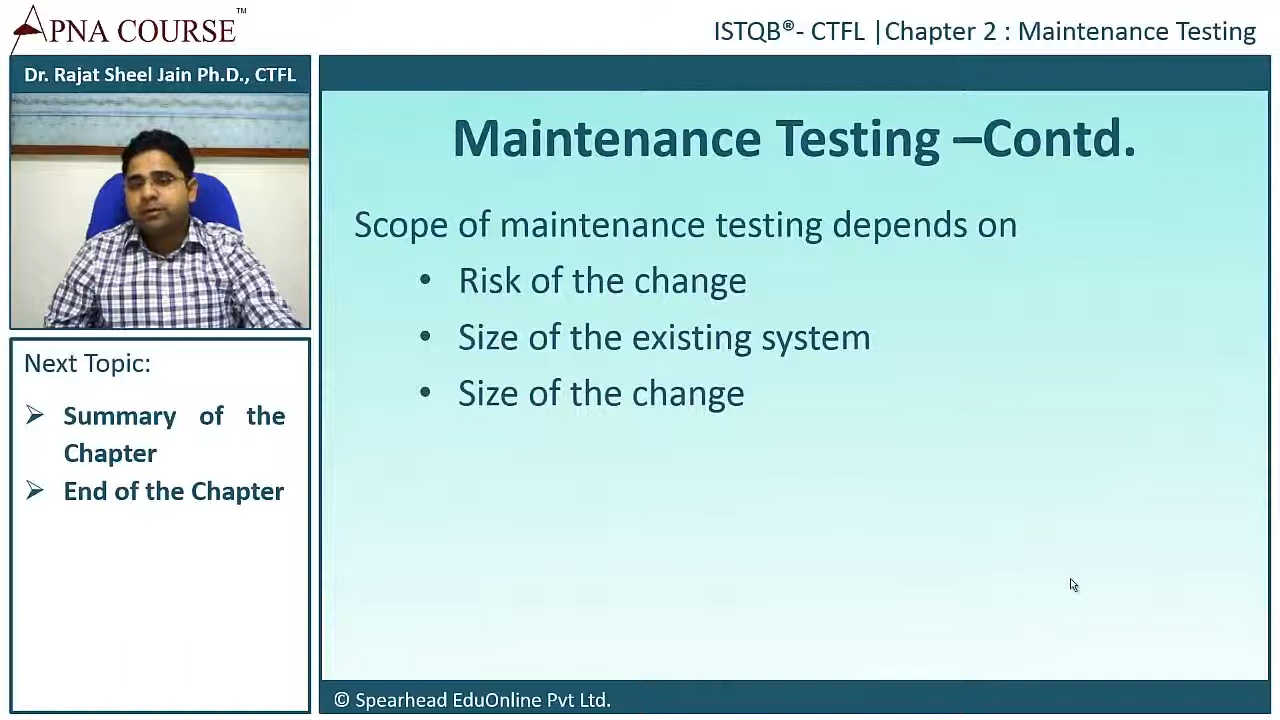 APNA COURSE™
ISTQB®- CTFL |Chapter 2 : Maintenance Testing
Dr. Rajat Sheel Jain Ph.D., CTFL
Maintenance Testing –Contd.
Scope of maintenance testing depends on
• Risk of the change
• Size of the existing system
• Size of the change
Next Topic:
➢ Summary of the
Chapter
➢ End of the Chapter
© Spearhead EduOnline Pvt Ltd.